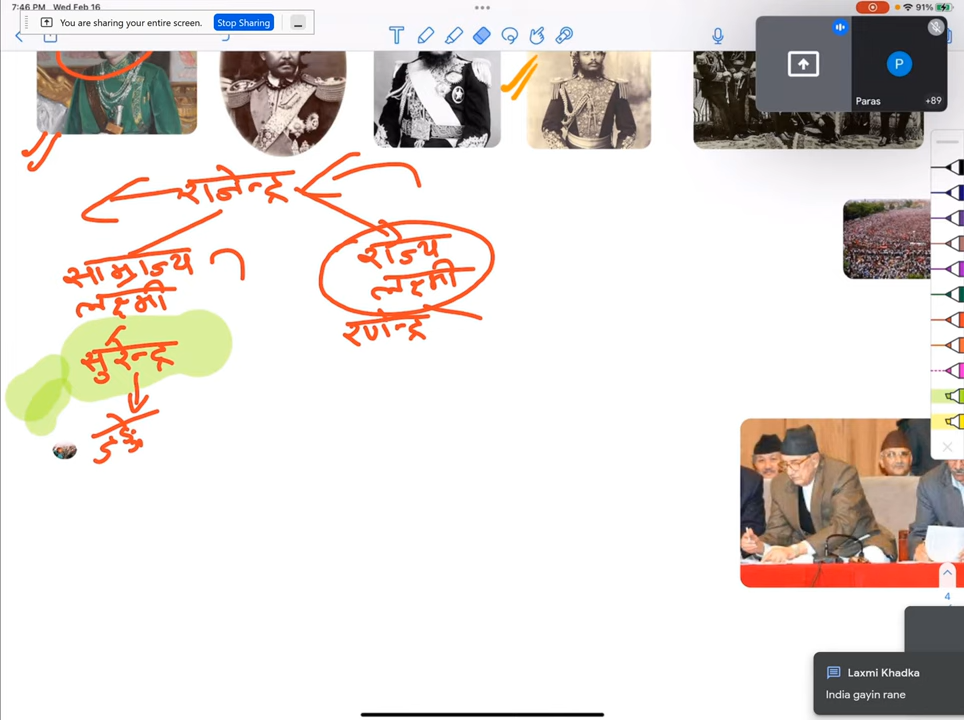 7:46 PM Wed Feb 16
91%
You are sharing your entire screen.
Stop Sharing
T
P
Paras
+89
राजेन्द्र
साम्राज्य
लक्ष्मी
राज्य
लक्ष्मी
सुरेन्द्र
रणेन्द्र
4
Laxmi Khadka
India gayin rane